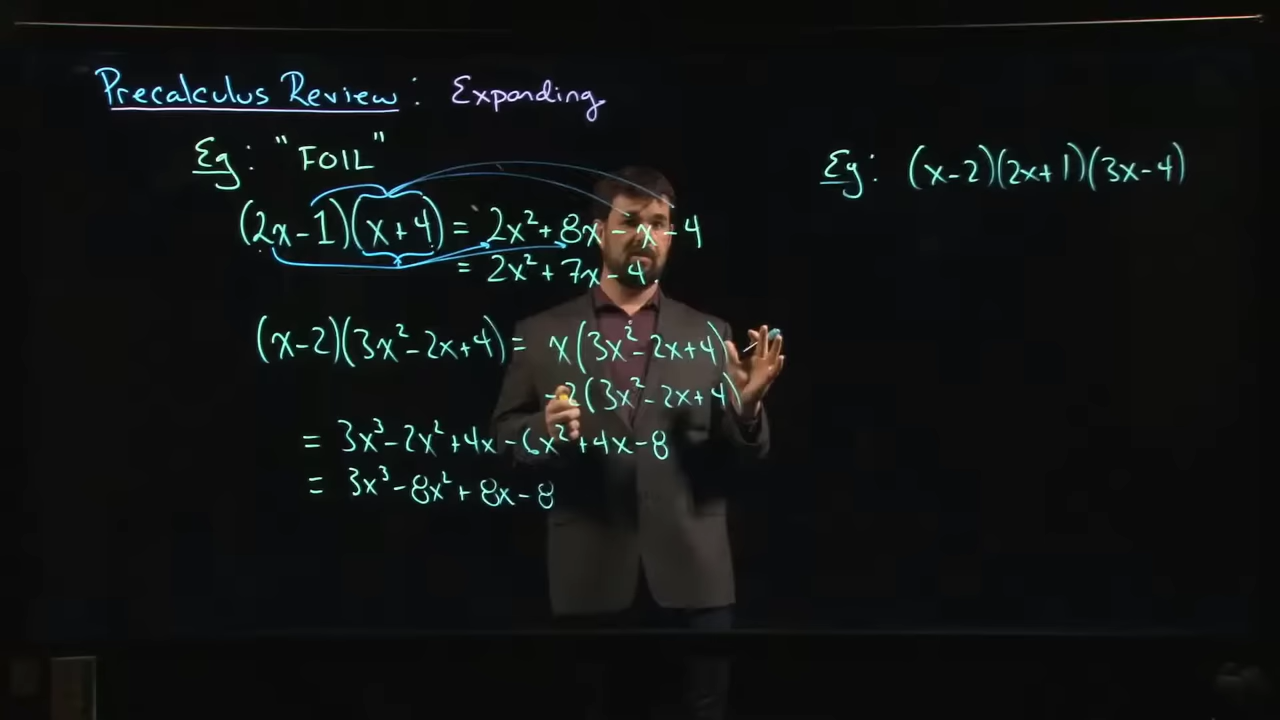 Precalculus Review: Expanding
Eg: "FOIL"
(2x-1)(x+4) = 2x²+8x-x-4
= 2x²+7x-4.
(x-2)(3x²-2x+4) = x(3x²-2x+4)
-2(3x²-2x+4)
= 3x³-2x²+4x-6x²+4x-8
= 3x³-8x²+8x-8
Eg: (x-2)(2x+1)(3x-4)